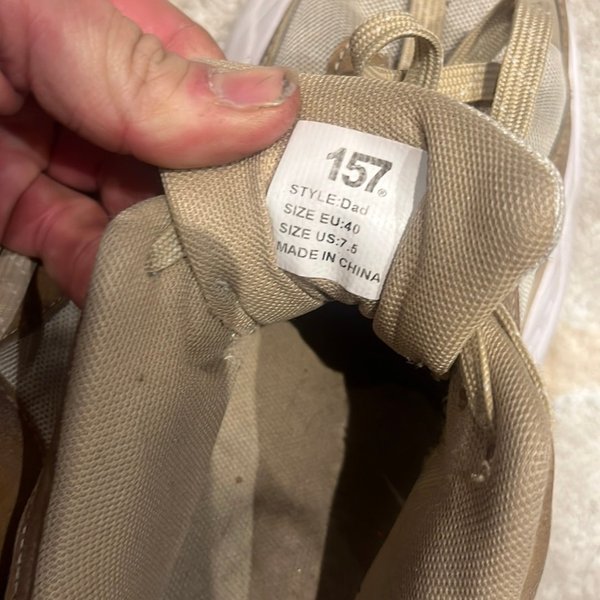 157®
STYLE:Dad
SIZE EU:40
SIZE US:7.5
MADE IN CHINA